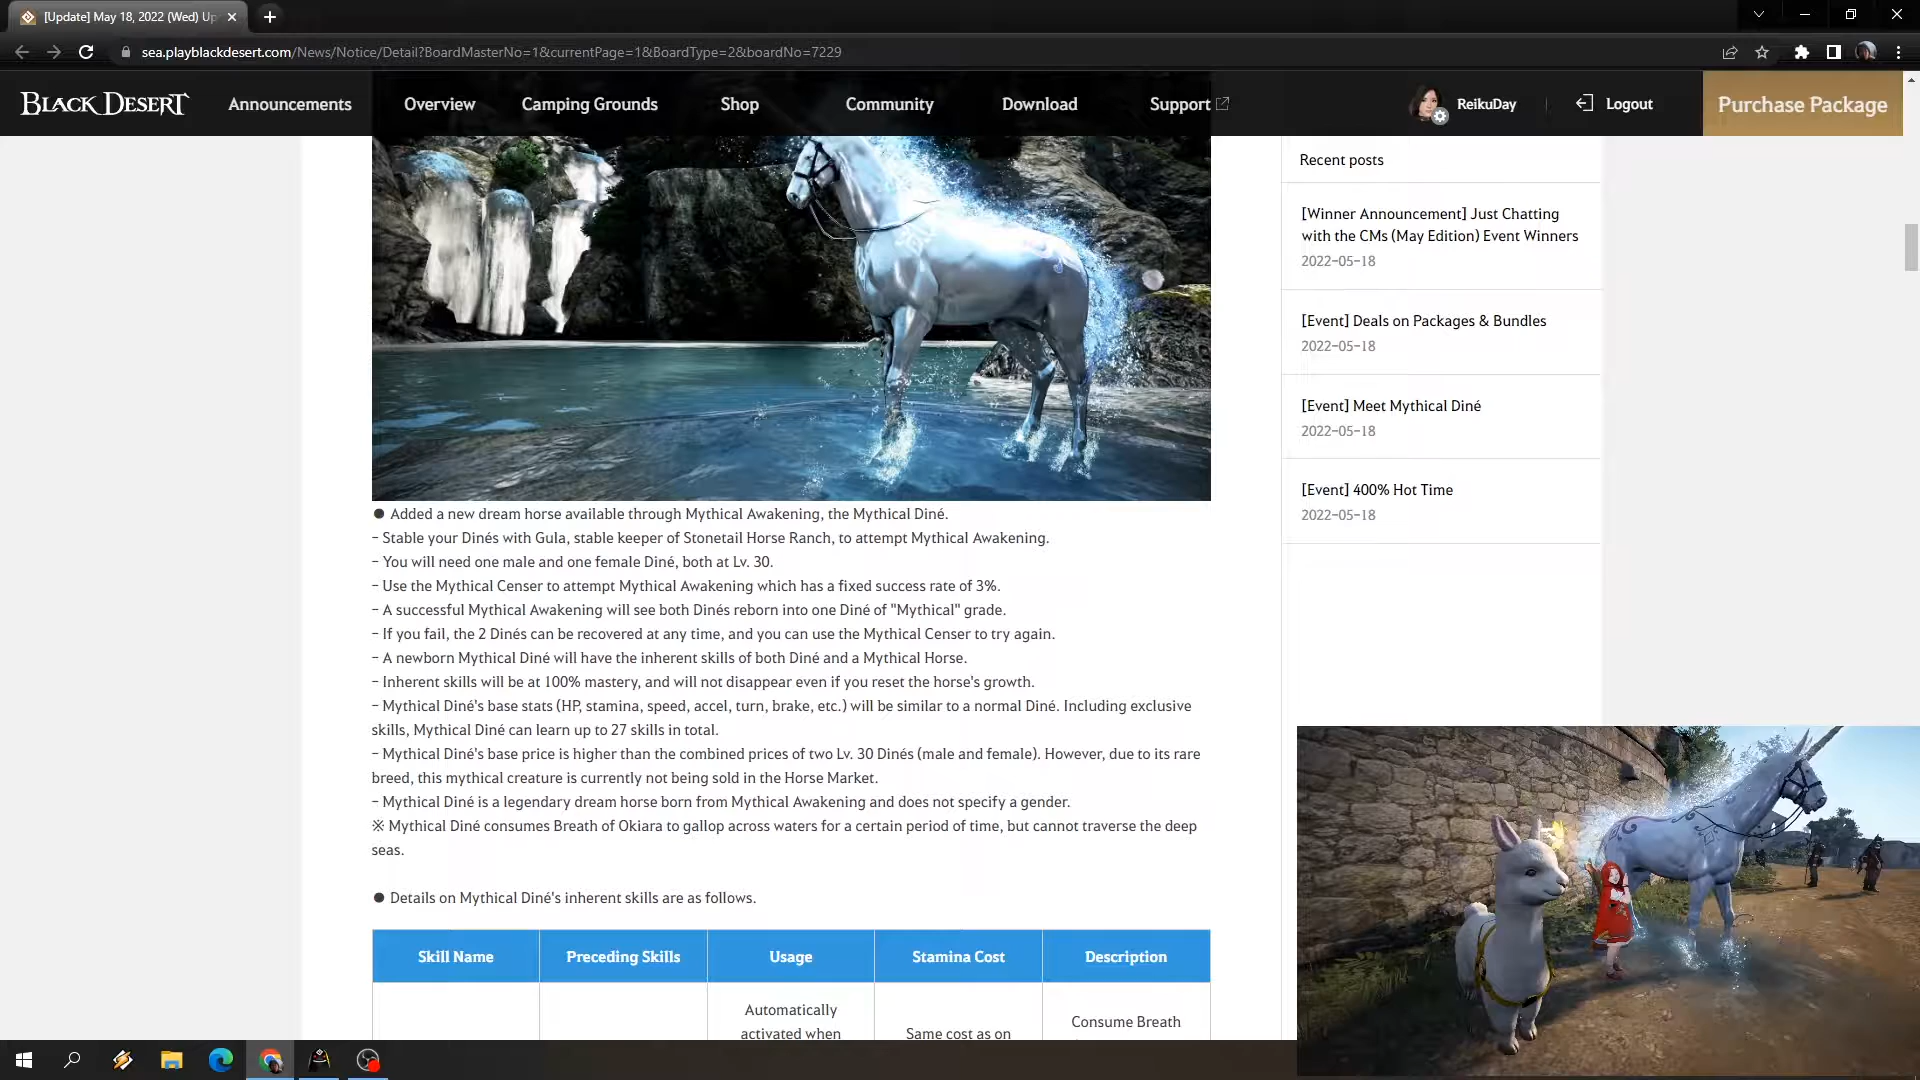 [Update] May 18, 2022 (Wed) Up
sea.playblackdesert.com/News/Notice/Detail?BoardMasterNo=1&currentPage=1&BoardType=2&boardNo=7229
BLACK DESERT
Announcements
Overview
Camping Grounds
Shop
Community
Download
Support
ReikuDay
Logout
Purchase Package
● Added a new dream horse available through Mythical Awakening, the Mythical Diné.
- Stable your Dinés with Gula, stable keeper of Stonetail Horse Ranch, to attempt Mythical Awakening.
- You will need one male and one female Diné, both at Lv. 30.
- Use the Mythical Censer to attempt Mythical Awakening which has a fixed success rate of 3%.
- A successful Mythical Awakening will see both Dinés reborn into one Diné of "Mythical" grade.
- If you fail, the 2 Dinés can be recovered at any time, and you can use the Mythical Censer to try again.
- A newborn Mythical Diné will have the inherent skills of both Diné and a Mythical Horse.
- Inherent skills will be at 100% mastery, and will not disappear even if you reset the horse's growth.
- Mythical Diné's base stats (HP, stamina, speed, accel, turn, brake, etc.) will be similar to a normal Diné. Including exclusive
skills, Mythical Diné can learn up to 27 skills in total.
- Mythical Diné's base price is higher than the combined prices of two Lv. 30 Dinés (male and female). However, due to its rare
breed, this mythical creature is currently not being sold in the Horse Market.
- Mythical Diné is a legendary dream horse born from Mythical Awakening and does not specify a gender.
※ Mythical Diné consumes Breath of Okiara to gallop across waters for a certain period of time, but cannot traverse the deep
seas.
● Details on Mythical Diné's inherent skills are as follows.
Skill Name
Preceding Skills
Usage
Stamina Cost
Description
Automatically
activated when
Same cost as on
Consume Breath
Recent posts
[Winner Announcement] Just Chatting
with the CMs (May Edition) Event Winners
2022-05-18
[Event] Deals on Packages & Bundles
2022-05-18
[Event] Meet Mythical Diné
2022-05-18
[Event] 400% Hot Time
2022-05-18